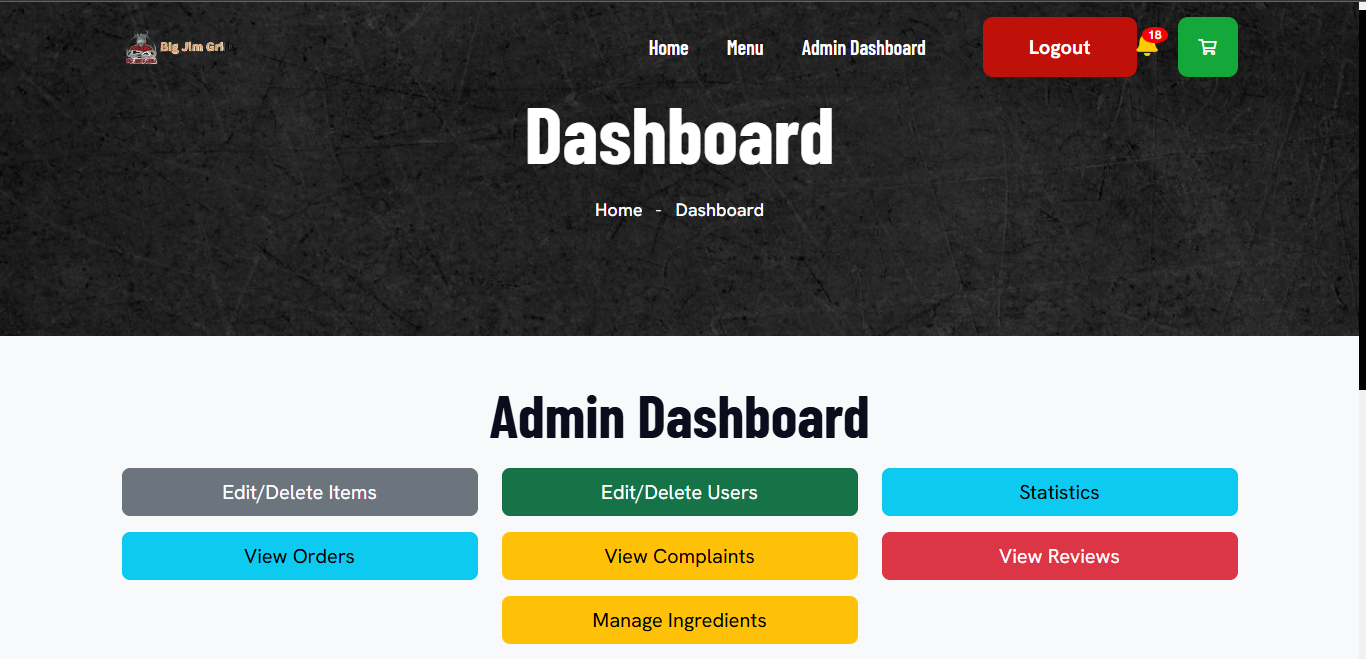 Big Jim Gri
Home Menu Admin Dashboard Logout 18
Dashboard
Home - Dashboard
Admin Dashboard
Edit/Delete Items Edit/Delete Users Statistics
View Orders View Complaints View Reviews
Manage Ingredients